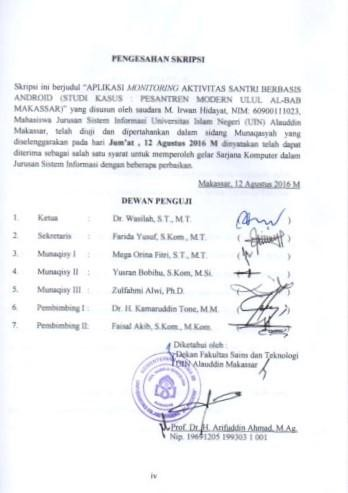 PENGESAHAN SKRIPSI
Skripsi ini berjudul "APLIKASI MONITORING AKTIVITAS SANTRI BERBASIS
ANDROID (STUDI KASUS : PESANTREN MODERN ULUL AL-BAB
MAKASSAR)" yang disusun oleh saudara M. Irwan Hidayat, NIM: 60900111023,
Mahasiswa Jurusan Sistem Informasi Universitas Islam Negeri (UIN) Alauddin
Makassar, telah diuji dan dipertahankan dalam sidang Munaqasyah yang
diselenggarakan pada hari Jum'at , 12 Agustus 2016 M dinyatakan telah dapat
diterima sebagai salah satu syarat untuk memperoleh gelar Sarjana Komputer dalam
Jurusan Sistem Informasi dengan beberapa perbaikan.
Makassar, 12 Agustus 2016 M
DEWAN PENGUJI
1. Ketua : Dr. Wasilah, S.T., M.T. ( )
2. Sekretaris : Farida Yusuf, S.Kom., M.T. ( )
3. Munaqisy I : Mega Orina Fitri, S.T., M.T. ( )
4. Munaqisy II : Yusran Bobihu, S.Kom, M.Si. ( )
5. Munaqisy III : Zulfahmi Alwi, Ph.D. ( )
6. Pembimbing I : Dr. H. Kamaruddin Tone, M.M. ( )
7. Pembimbing II: Faisal Akib, S.Kom., M.Kom. ( )
Diketahui oleh :
Dekan Fakultas Sains dan Teknologi
UIN Alauddin Makassar
Prof. Dr. H. Arifuddin Ahmad, M.Ag.
Nip. 19691205 199303 1 001
iv